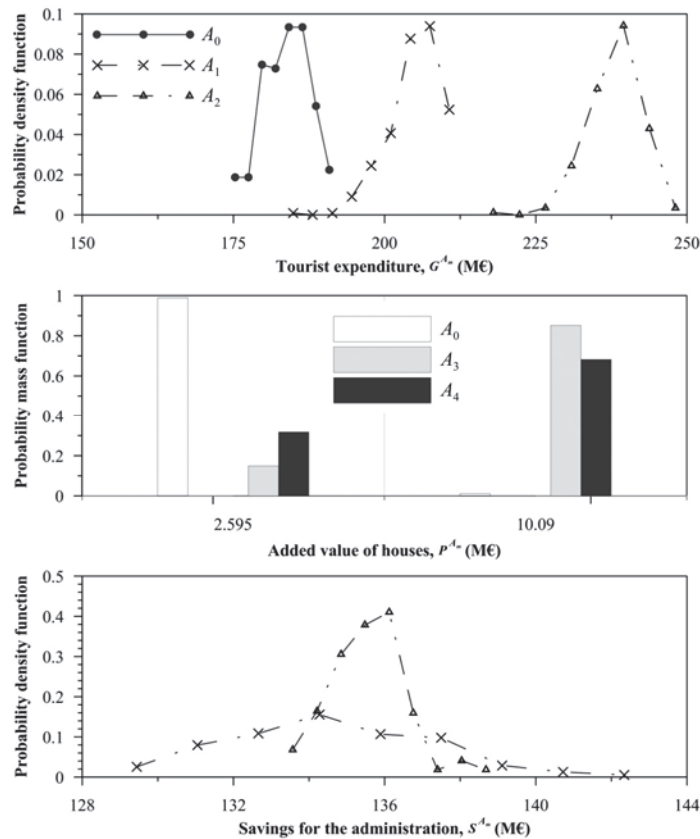 0.1
0.08
0.06
0.04
0.02
0
Probability density function
A₀
A₁
A₂
150 175 200 225 250
Tourist expenditure, G^Aₘ (M€)
1
0.8
0.6
0.4
0.2
0
Probability mass function
A₀
A₃
A₄
2.595 10.09
Added value of houses, P^Aₘ (M€)
0.5
0.4
0.3
0.2
0.1
0
Probability density function
128 132 136 140 144
Savings for the administration, S^Aₘ (M€)